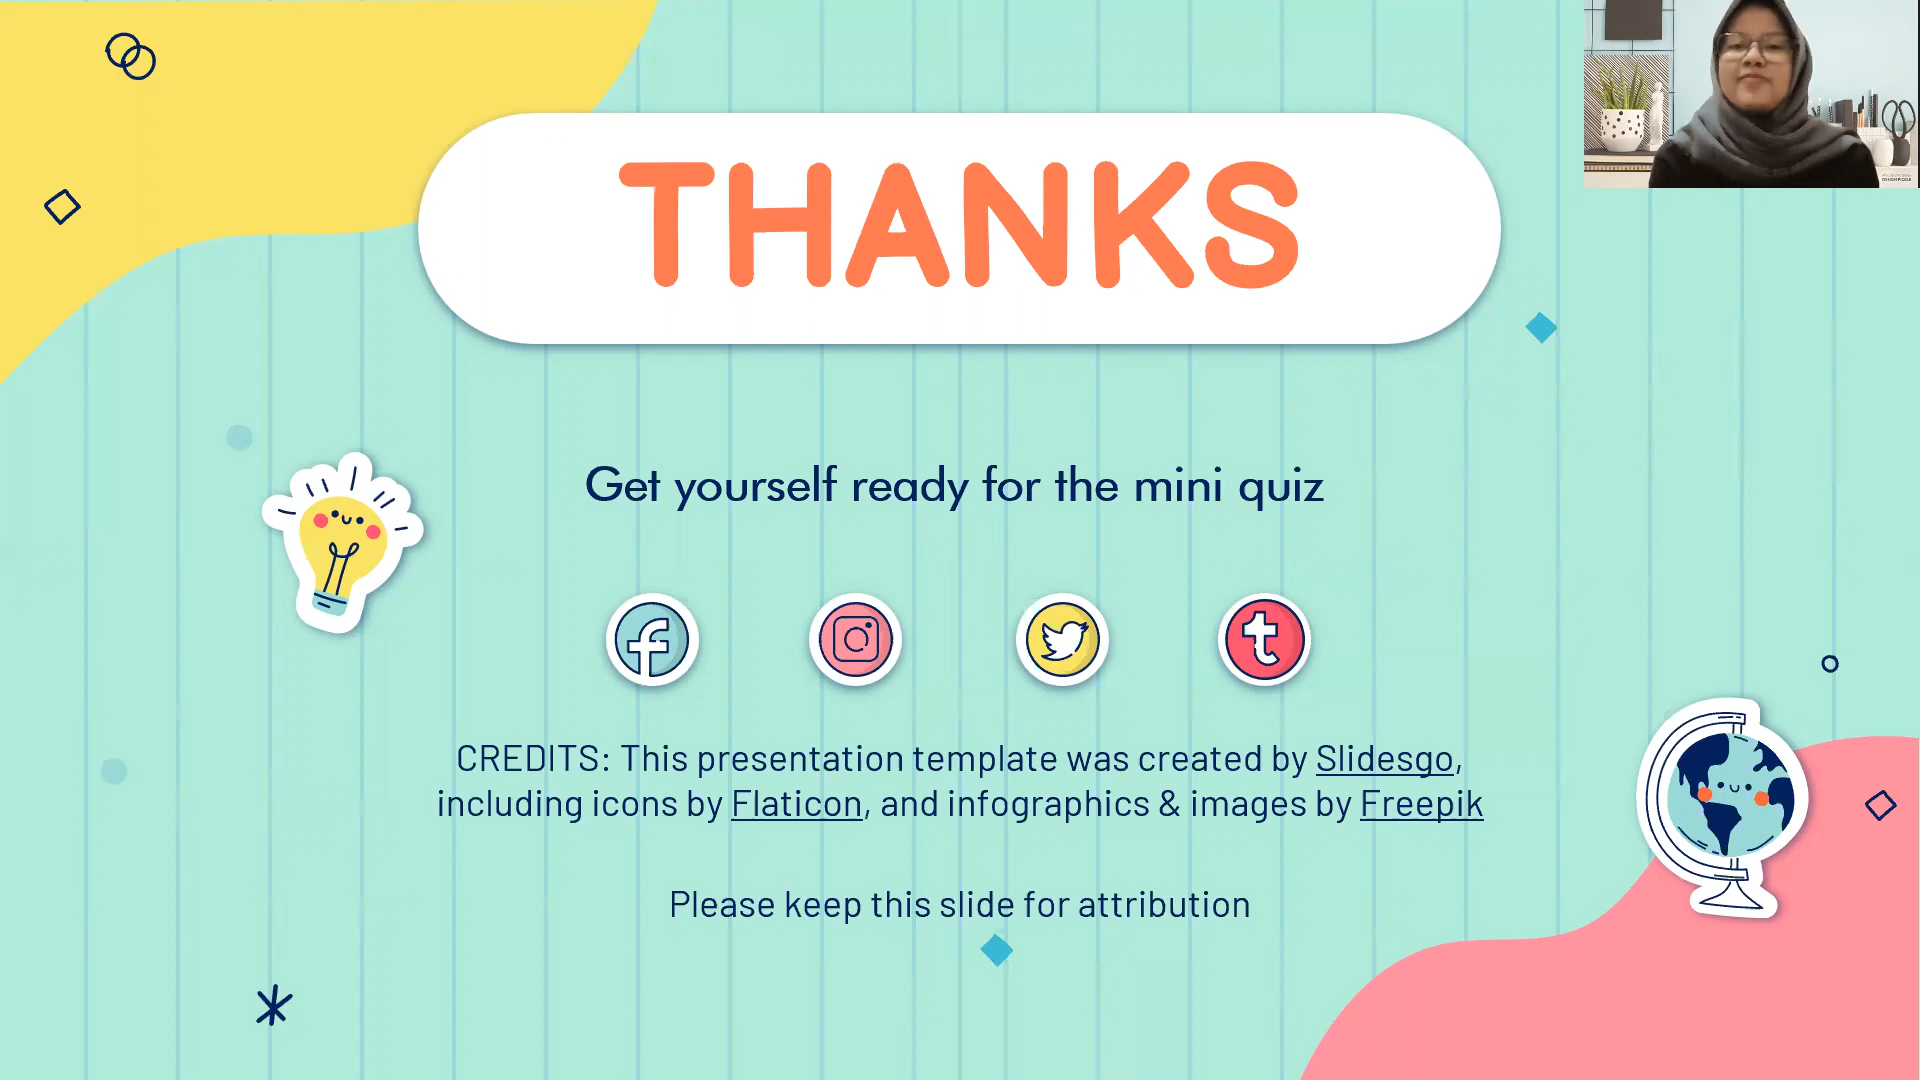 THANKS
Get yourself ready for the mini quiz
CREDITS: This presentation template was created by Slidesgo,
including icons by Flaticon, and infographics & images by Freepik
Please keep this slide for attribution